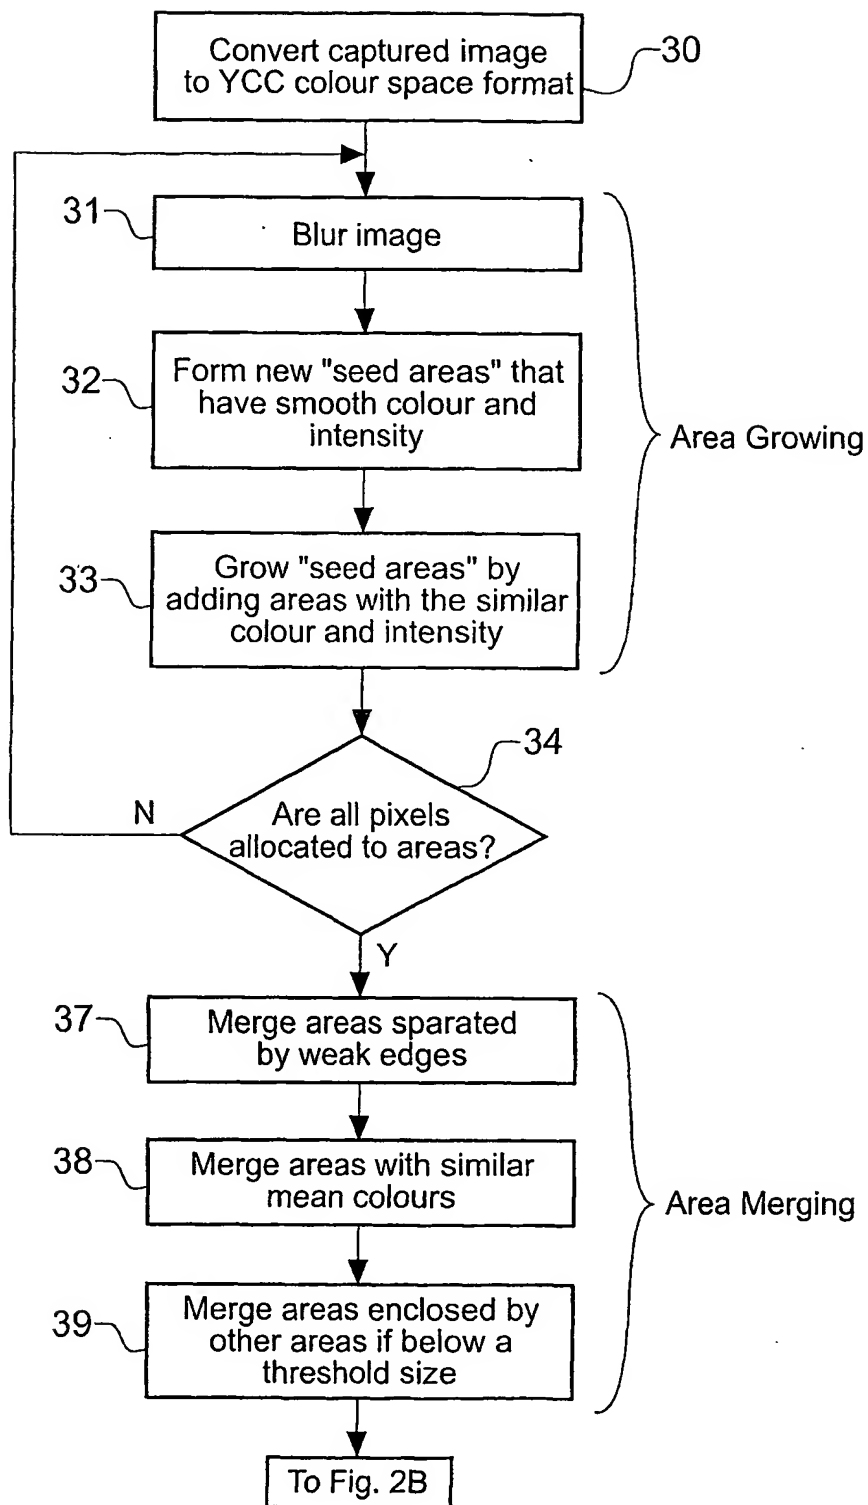 Convert captured image
to YCC colour space format
30
31
Blur image
32
Form new "seed areas" that
have smooth colour and
intensity
Area Growing
33
Grow "seed areas" by
adding areas with the similar
colour and intensity
34
N
Are all pixels
allocated to areas?
Y
37
Merge areas sparated
by weak edges
38
Merge areas with similar
mean colours
Area Merging
39
Merge areas enclosed by
other areas if below a
threshold size
To Fig. 2B